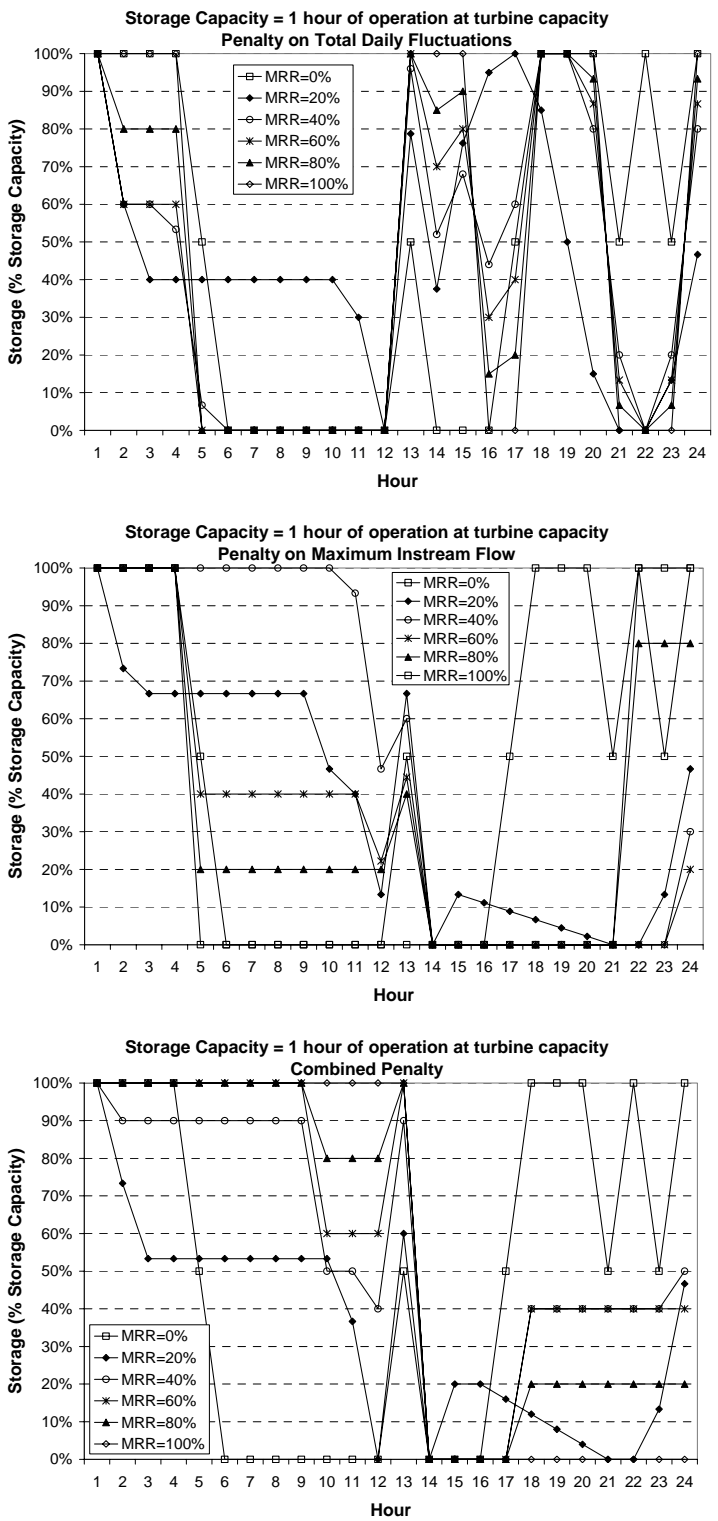 Storage Capacity = 1 hour of operation at turbine capacity
Penalty on Total Daily Fluctuations
Storage (% Storage Capacity)
100%
90%
80%
70%
60%
50%
40%
30%
20%
10%
0%
MRR=0%
MRR=20%
MRR=40%
MRR=60%
MRR=80%
MRR=100%
1 2 3 4 5 6 7 8 9 10 11 12 13 14 15 16 17 18 19 20 21 22 23 24
Hour
Storage Capacity = 1 hour of operation at turbine capacity
Penalty on Maximum Instream Flow
Storage (% Storage Capacity)
100%
90%
80%
70%
60%
50%
40%
30%
20%
10%
0%
MRR=0%
MRR=20%
MRR=40%
MRR=60%
MRR=80%
MRR=100%
1 2 3 4 5 6 7 8 9 10 11 12 13 14 15 16 17 18 19 20 21 22 23 24
Hour
Storage Capacity = 1 hour of operation at turbine capacity
Combined Penalty
Storage (% Storage Capacity)
100%
90%
80%
70%
60%
50%
40%
30%
20%
10%
0%
MRR=0%
MRR=20%
MRR=40%
MRR=60%
MRR=80%
MRR=100%
1 2 3 4 5 6 7 8 9 10 11 12 13 14 15 16 17 18 19 20 21 22 23 24
Hour